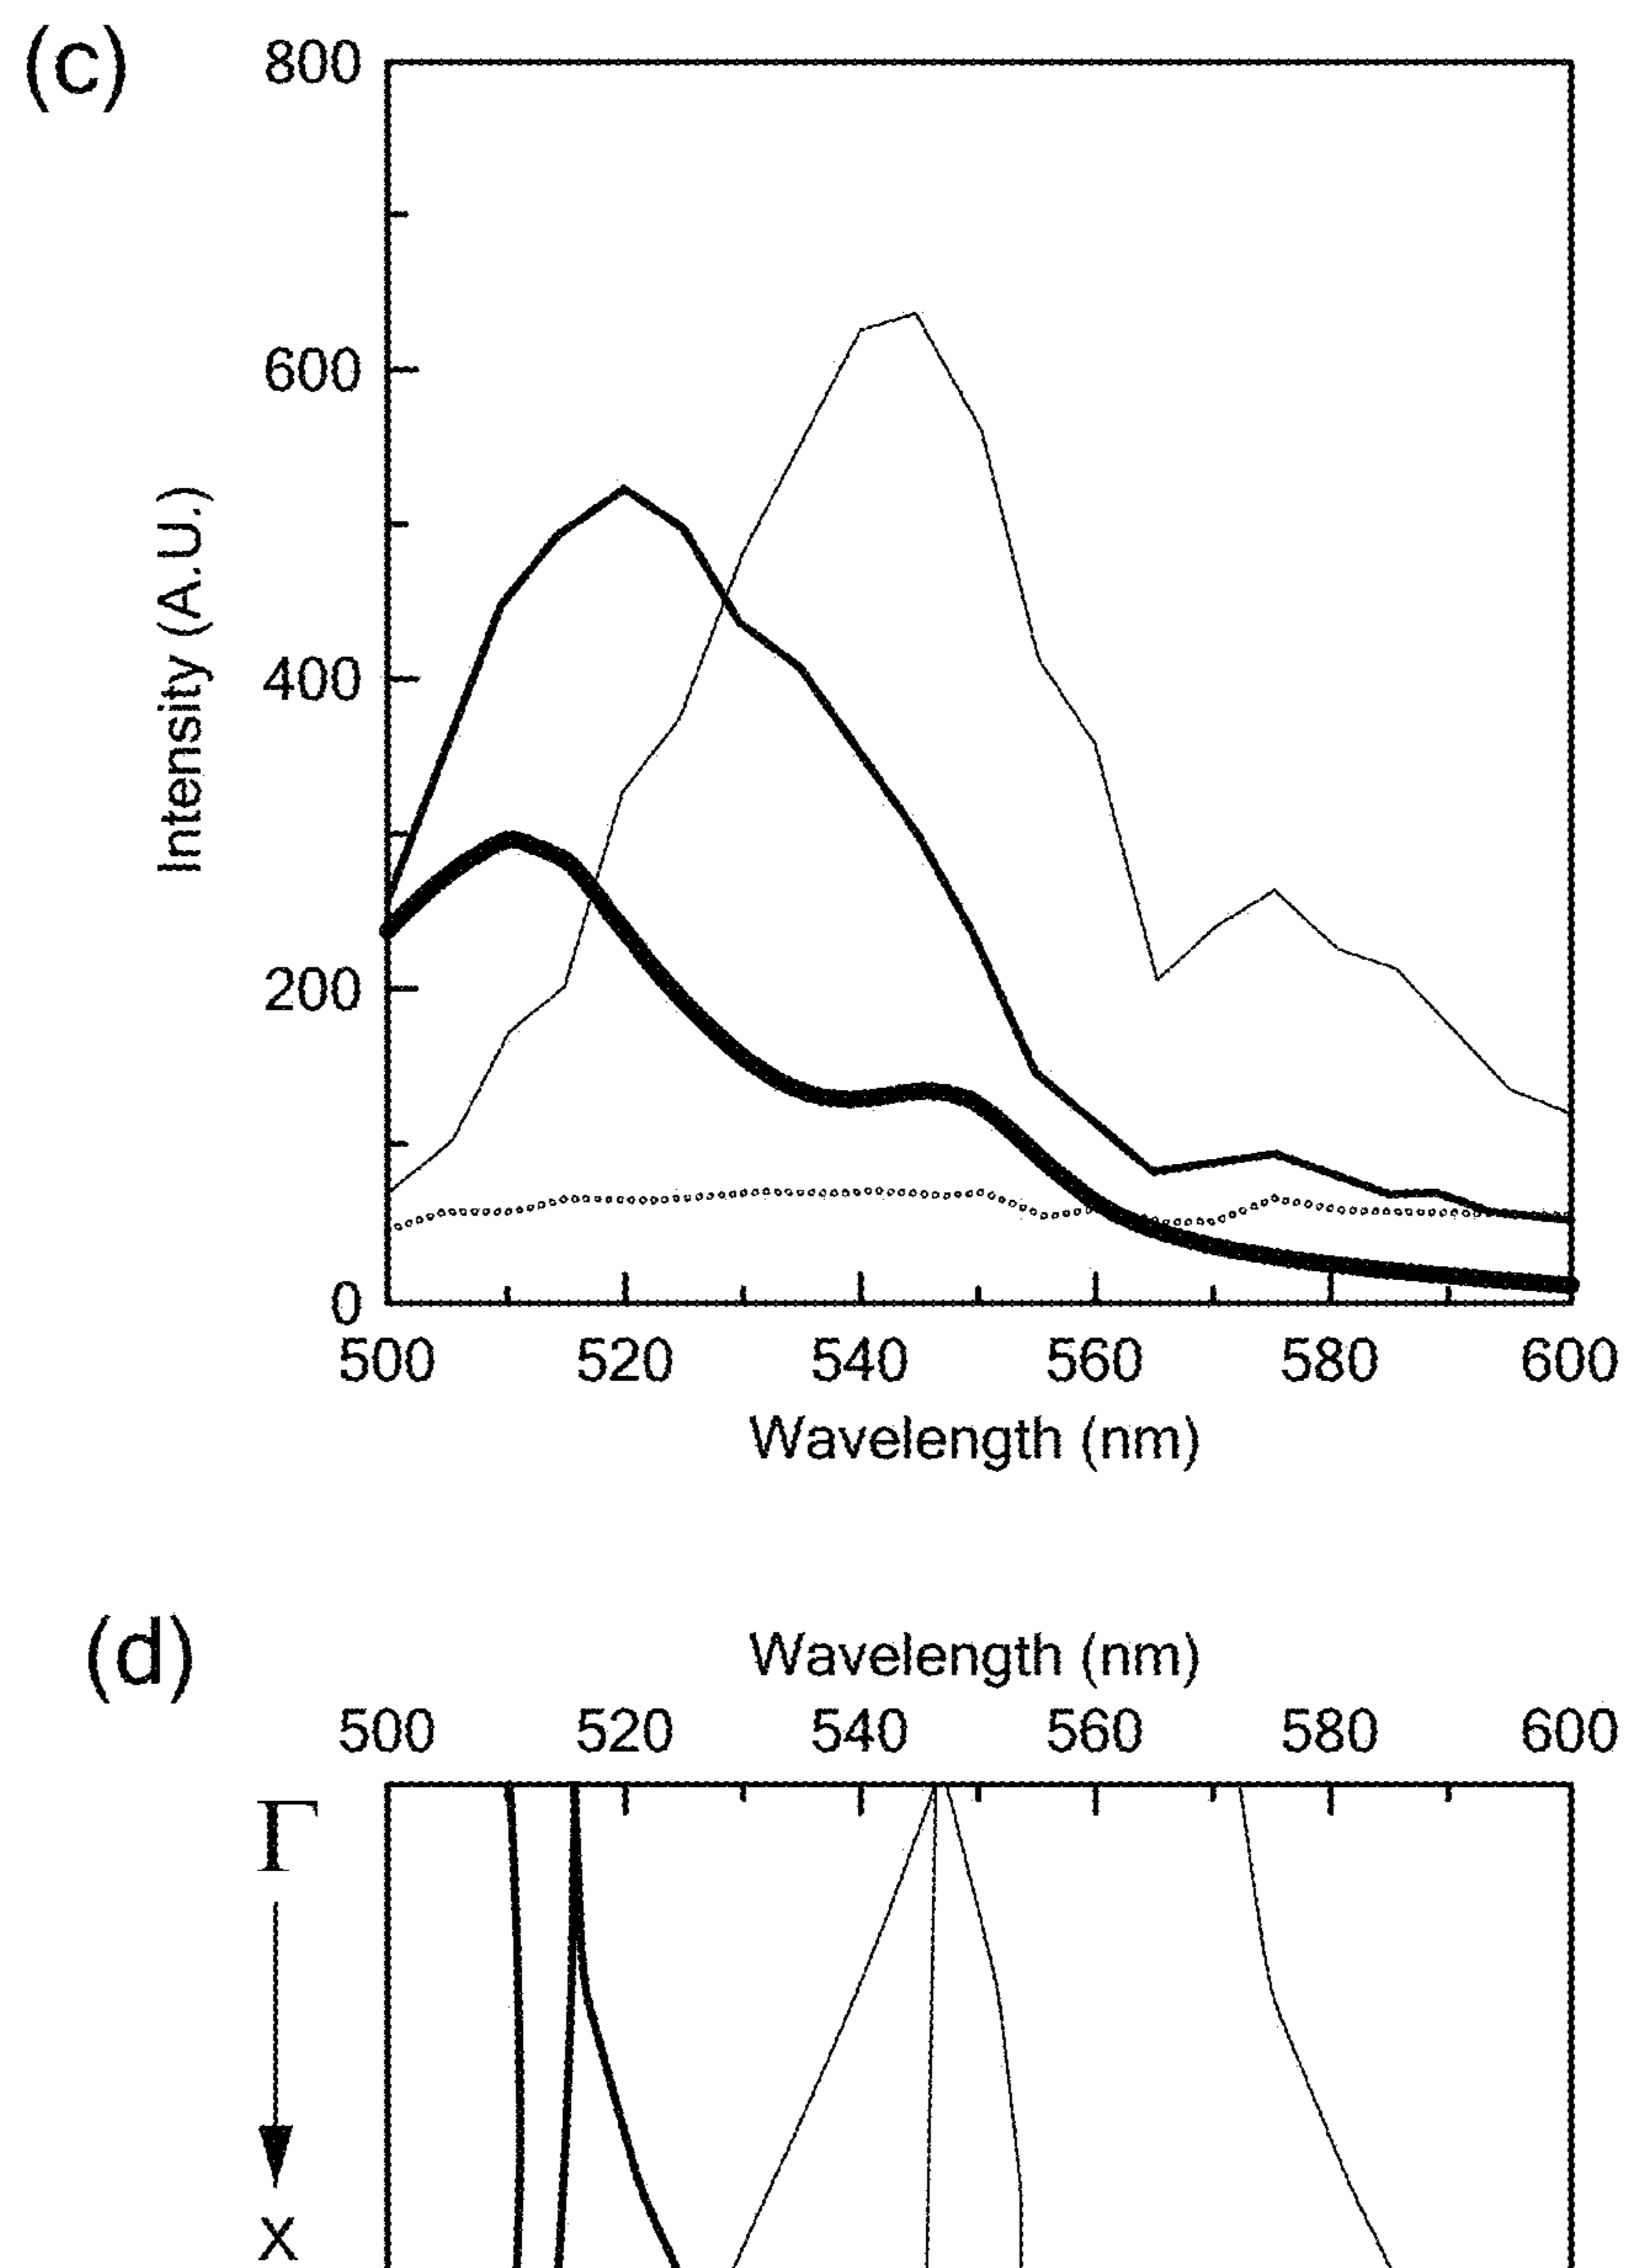 (c)
800
600
400
200
0
Intensity (A.U.)
500 520 540 560 580 600
Wavelength (nm)
(d)
Wavelength (nm)
500 520 540 560 580 600
Γ
X